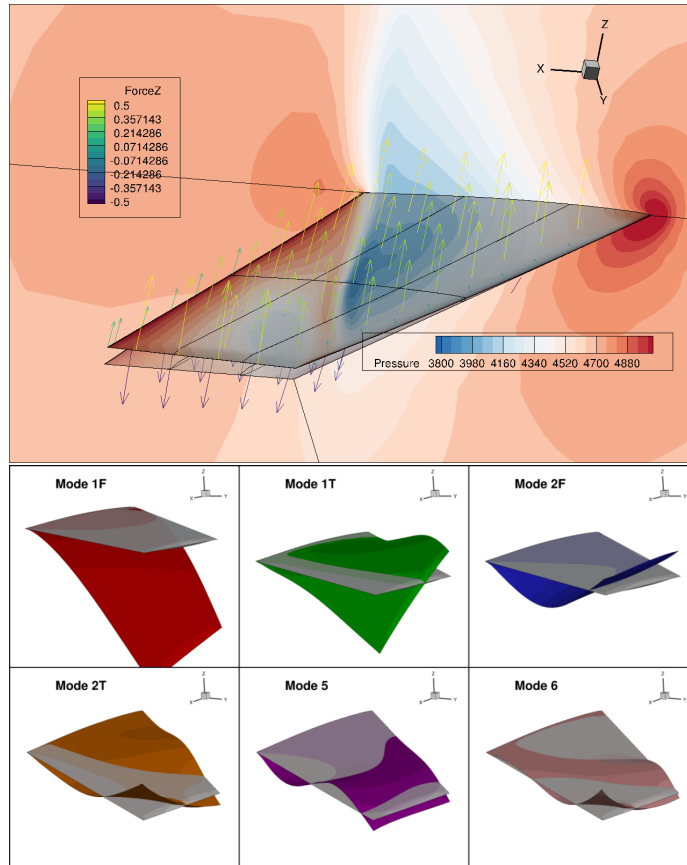 Z
X
Y
ForceZ
0.5
0.357143
0.214286
0.0714286
-0.0714286
-0.214286
-0.357143
-0.5
Pressure 3800 3980 4160 4340 4520 4700 4880
Mode 1F
Z
X Y
Mode 1T
Z
X Y
Mode 2F
Z
X Y
Mode 2T
Z
X Y
Mode 5
Z
X Y
Mode 6
Z
X Y